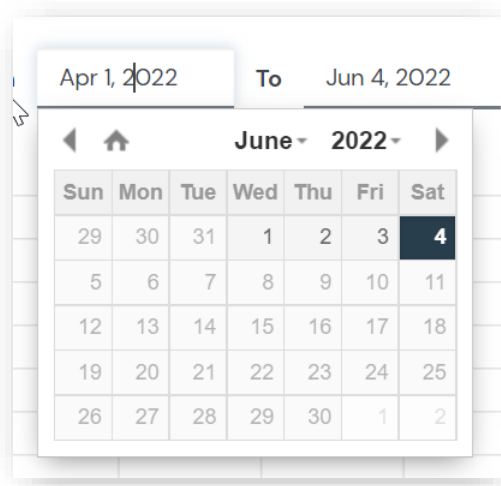 Apr 1, 2022 To Jun 4, 2022
June 2022
Sun Mon Tue Wed Thu Fri Sat
29 30 31 1 2 3 4
5 6 7 8 9 10 11
12 13 14 15 16 17 18
19 20 21 22 23 24 25
26 27 28 29 30 1 2